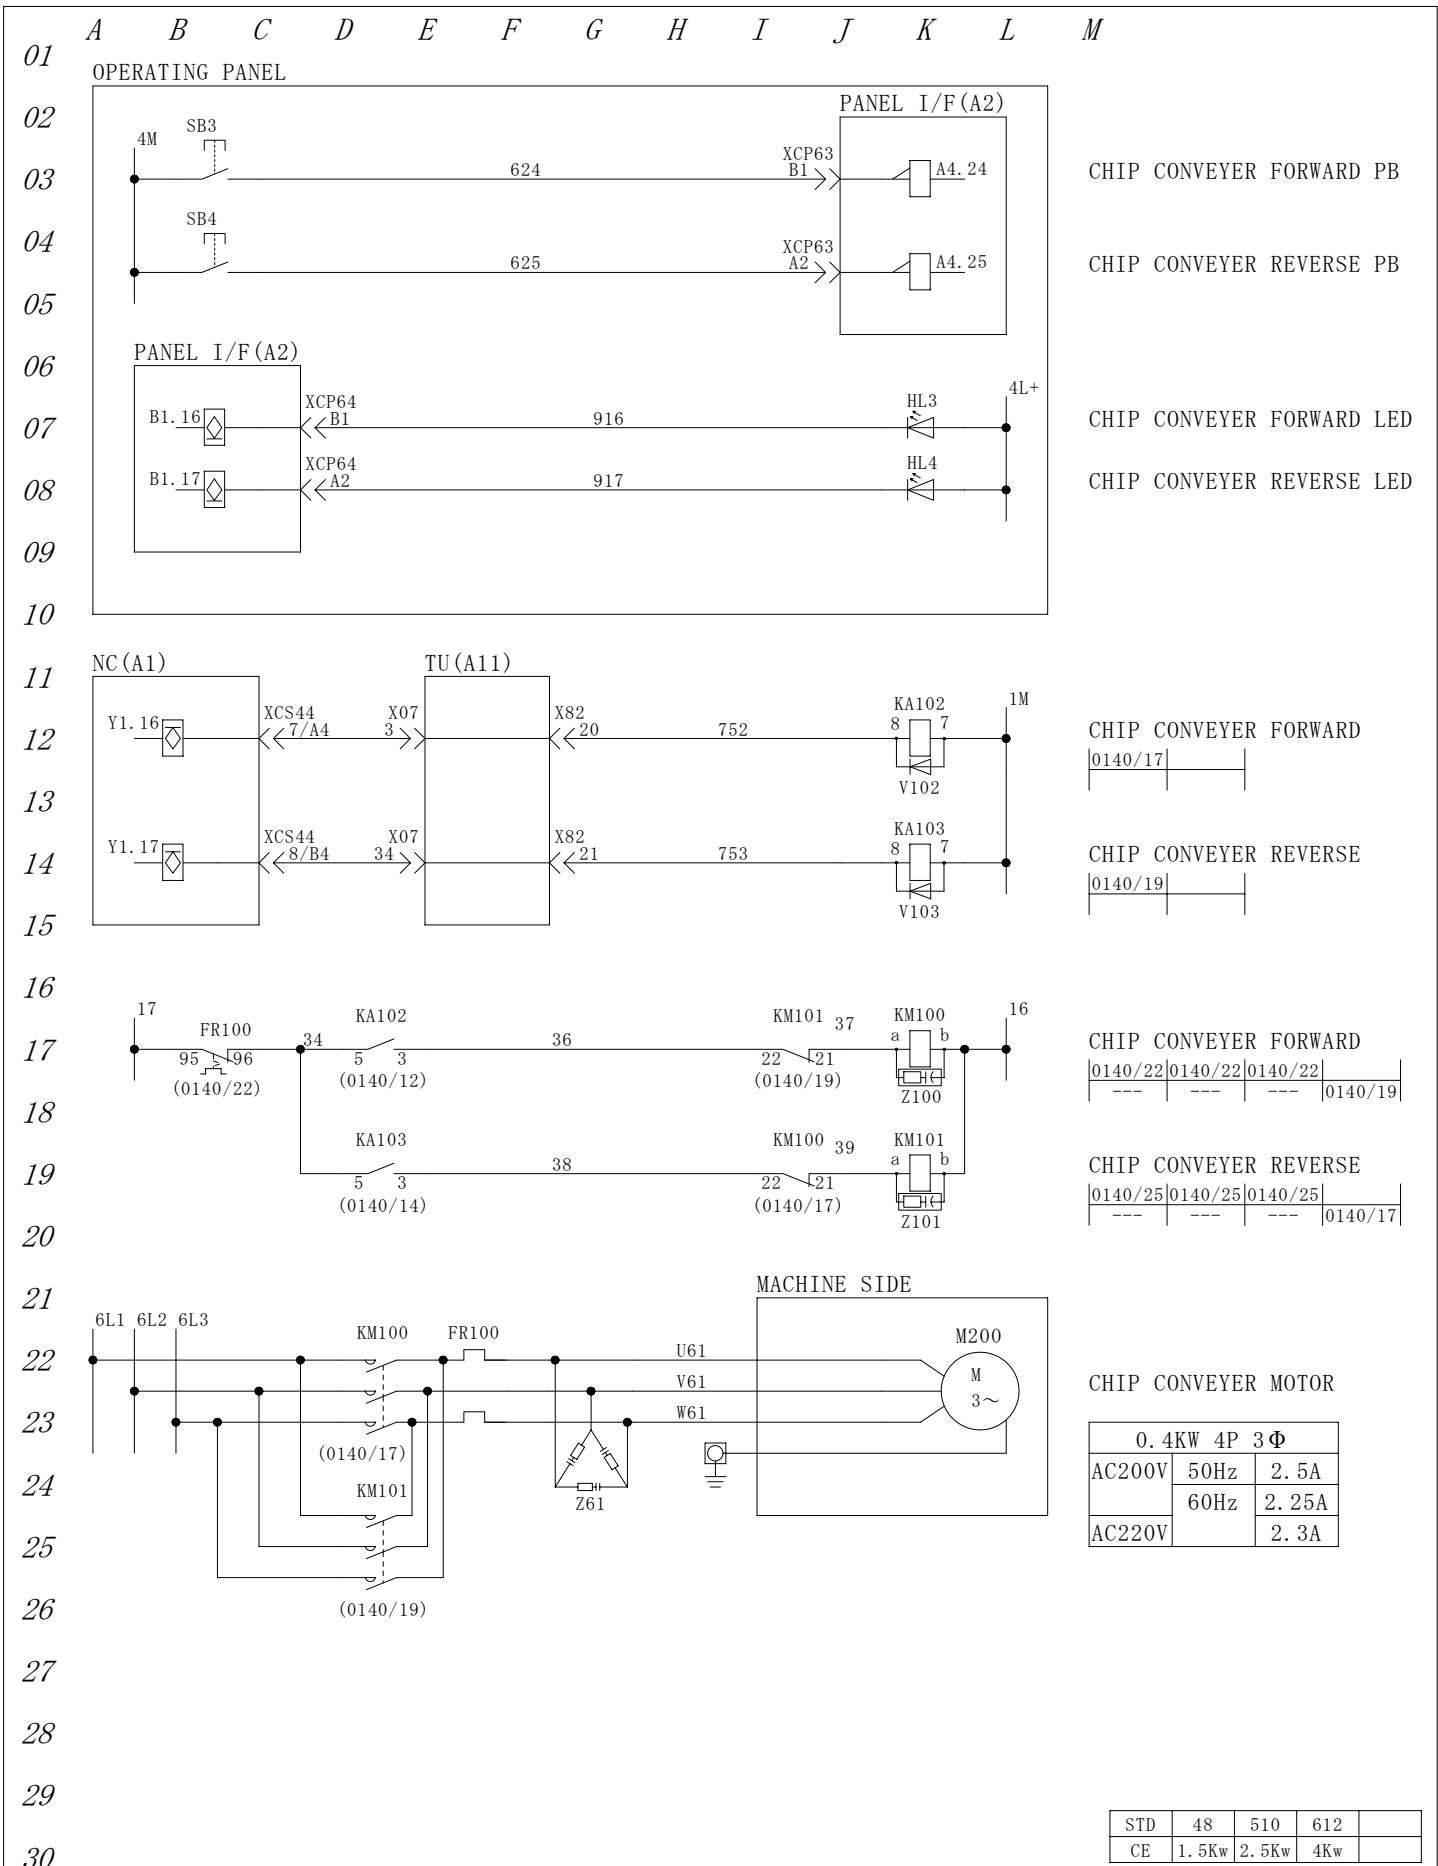 A B C D E F G H I J K L M
01
OPERATING PANEL
02
PANEL I/F(A2)
SB3
4M
XCP63
03
624
B1
A4.24
CHIP CONVEYER FORWARD PB
SB4
04
XCP63
625
A2
A4.25
CHIP CONVEYER REVERSE PB
05
06
PANEL I/F(A2)
4L+
XCP64
HL3
07
B1.16
B1
916
CHIP CONVEYER FORWARD LED
XCP64
HL4
08
B1.17
A2
917
CHIP CONVEYER REVERSE LED
09
10
11
NC(A1)
TU(A11)
1M
XCS44
X07
X82
KA102
12
Y1.16
7/A4
3
20
752
8
7
CHIP CONVEYER FORWARD
0140/17
V102
13
XCS44
X07
X82
KA103
14
Y1.17
8/B4
34
21
753
8
7
CHIP CONVEYER REVERSE
0140/19
V103
15
16
17
FR100
KA102
KM101
37
KM100
16
17
95
96
34
5
3
36
22
21
a
b
CHIP CONVEYER FORWARD
(0140/22)
(0140/12)
(0140/19)
Z100
0140/22 0140/22 0140/22
--- --- --- 0140/19
18
KA103
KM100
39
KM101
19
5
3
38
22
21
a
b
CHIP CONVEYER REVERSE
(0140/14)
(0140/17)
Z101
0140/25 0140/25 0140/25
--- --- --- 0140/17
20
21
MACHINE SIDE
6L1 6L2 6L3
KM100
FR100
M200
22
U61
M
3~
V61
CHIP CONVEYER MOTOR
23
W61
(0140/17)
0.4KW 4P 3Φ
AC200V 50Hz 2.5A
24
KM101
Z61
60Hz 2.25A
25
AC220V 2.3A
26
(0140/19)
27
28
29
STD 48 510 612
CE 1.5Kw 2.5Kw 4Kw
30